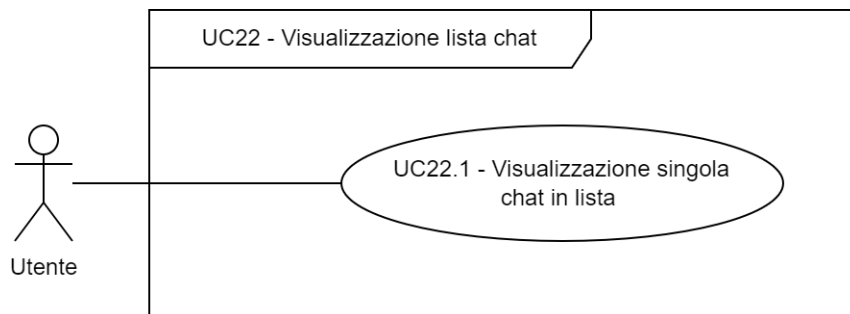 UC22 - Visualizzazione lista chat
UC22.1 - Visualizzazione singola
chat in lista
Utente